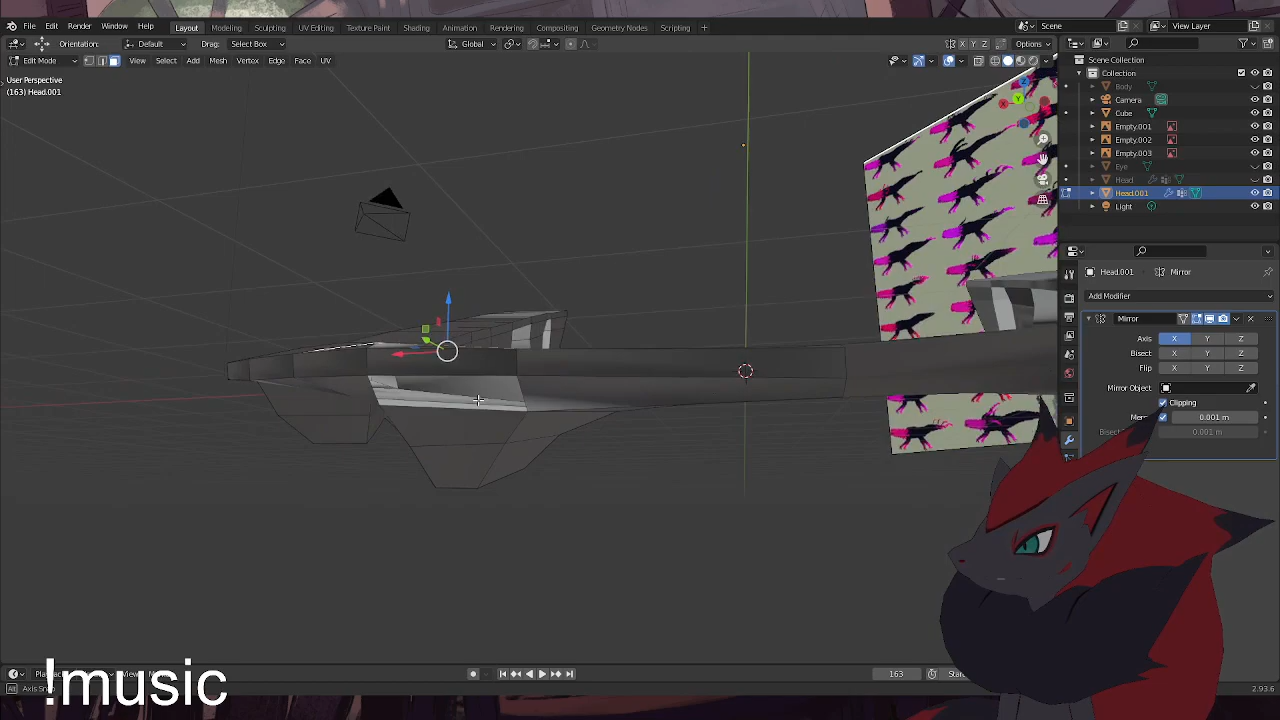 File Edit Render Window Help
Layout Modeling Sculpting UV Editing Texture Paint Shading Animation Rendering Compositing Geometry Nodes Scripting +
Scene
View Layer
Orientation: Default Drag: Select Box
Global
X Y Z Options
Edit Mode View Select Add Mesh Vertex Edge Face UV
User Perspective
(163) Head.001
Scene Collection
Collection
Body
Camera
Cube
Empty.001
Empty.002
Empty.003
Eye
Head
Head.001
Light
Head.001 Mirror
Add Modifier
Mirror
Axis X Y Z
Bisect X Y Z
Flip X Y Z
Mirror Object
Clipping
0.001 m
0.001 m
163
!music
2.93.6